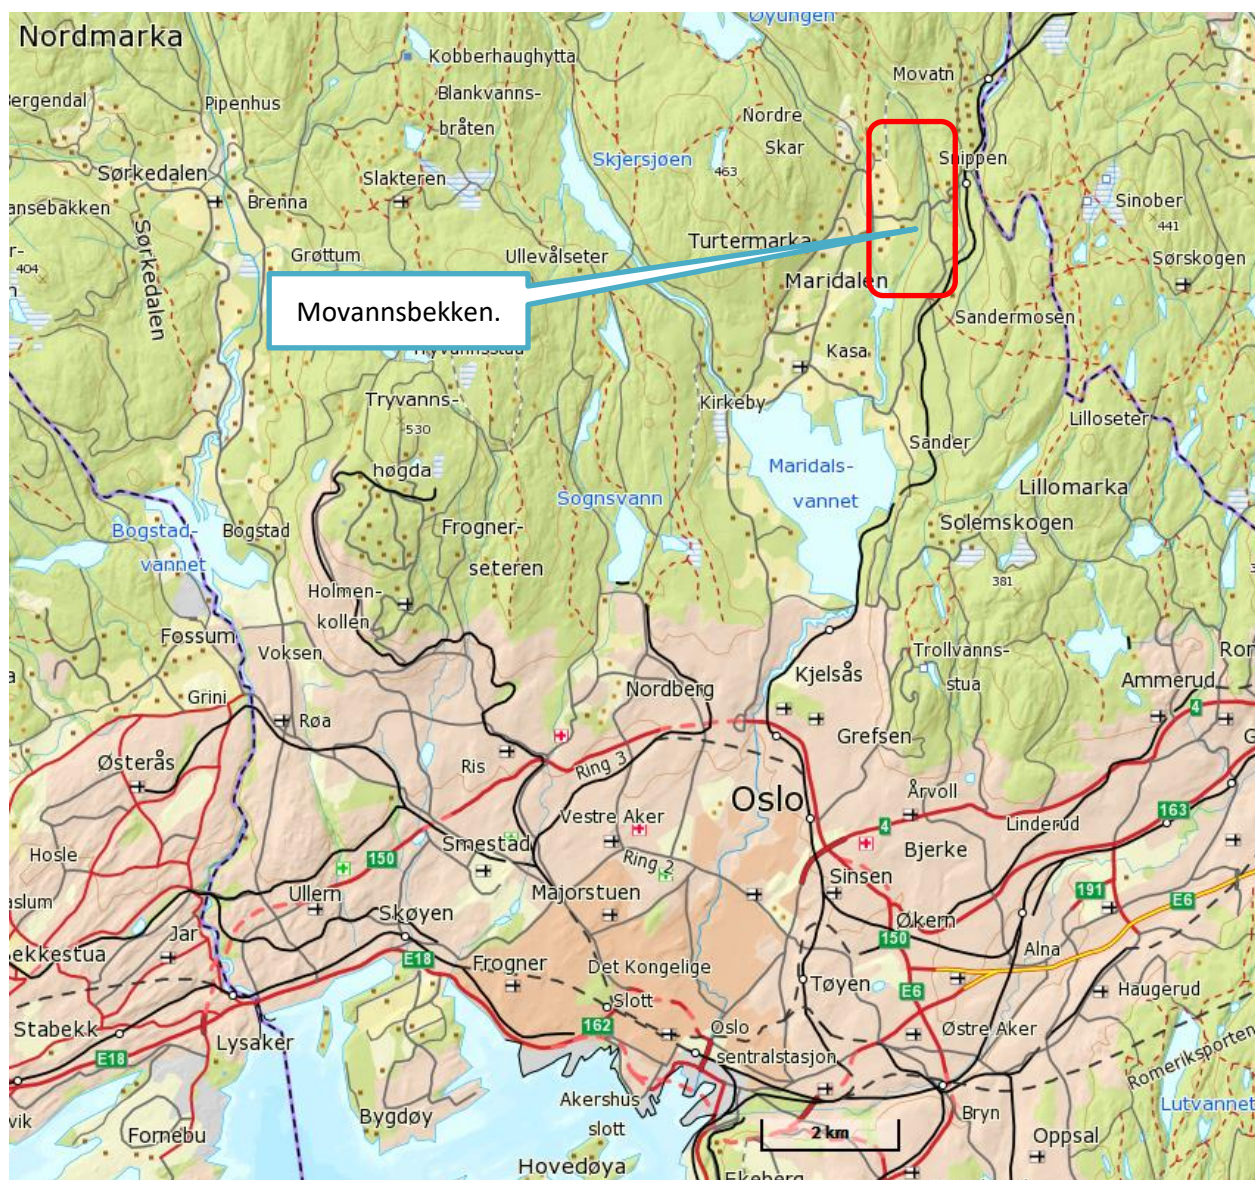 Øyungen
Nordmarka
Kobberhaughytta
Movatn
Blankvanns-
bråten
Pipenhus
Nordre
Skar
Skjersjøen
463
Snippen
Sørkedalen
Slakteren
Brenna
Sinober
441
Sørkedalen
Grøttum
Ullevålseter
Turtermarka
404
Sørskogen
Maridalen
Movannsbekken.
Sandermosen
Kasa
Tryvanns-
530
høgda
Kirkeby
Lilloseter
Sander
Maridals-
vannet
Sognsvann
Lillomarka
Bogstad-
vannet
Bogstad
Frogner-
seteren
Solemskogen
381
Holmen-
kollen
Fossum
Voksen
Trollvanns-
stua
Kjelsås
Nordberg
Ammerud
Grini
4
Røa
Grefsen
Østerås
Ris
Ring 3
Oslo
Årvoll
163
Vestre Aker
4
Linderud
Hosle
Smestad
150
Ring 2
Bjerke
Ullern
Majorstuen
Sinsen
191
E6
Skøyen
Økern
Jar
150
Alna
E18
Frogner
Det Kongelige
Slott
Tøyen
E6
Haugerud
Stabekk
162
Oslo
sentralstasjon
Østre Aker
Lysaker
E18
Romeriksporten
Akershus
slott
Bygdøy
Bryn
Lutvannet
Fornebu
2 km
Oppsal
Hovedøya
Ekeberg